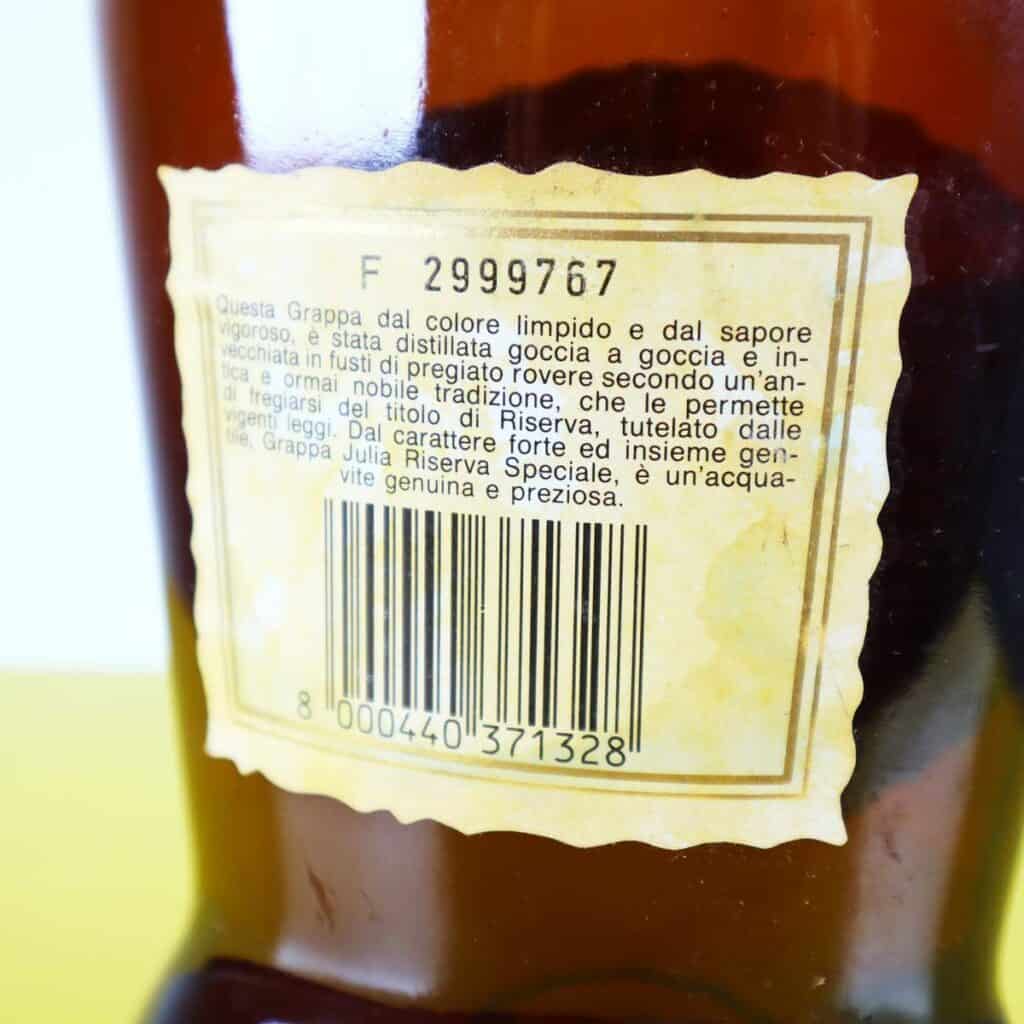 F 2999767
Questa Grappa dal colore limpido e dal sapore
vigoroso, è stata distillata goccia a goccia e in-
vecchiata in fusti di pregiato rovere secondo un'an-
tica e ormai nobile tradizione, che le permette
di fregiarsi del titolo di Riserva, tutelato dalle
vigenti leggi. Dal carattere forte ed insieme gen-
tile, Grappa Julia Riserva Speciale, è un'acqua-
vite genuina e preziosa.
8 000440 371328